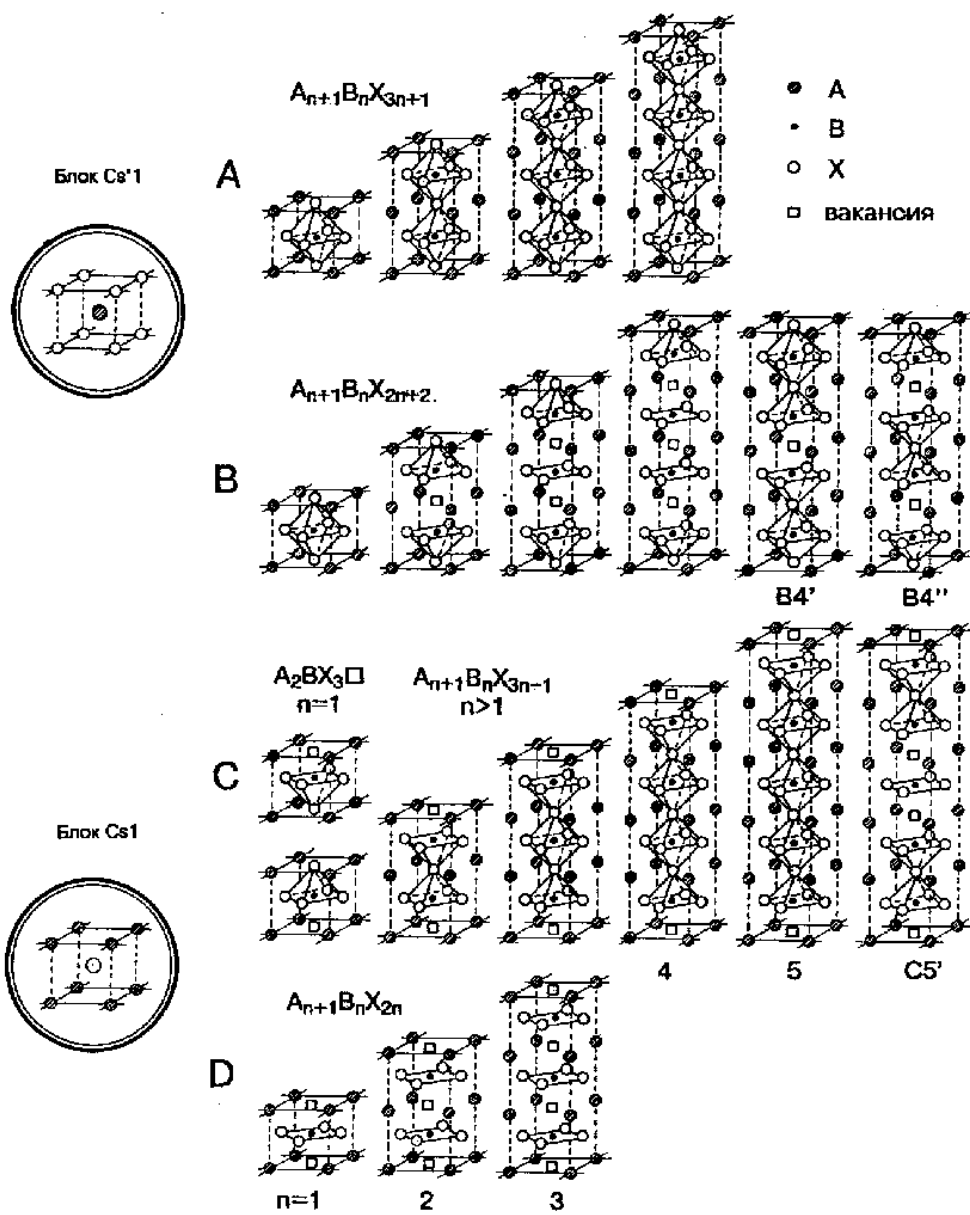 Aₙ₊₁BₙX₃ₙ₊₁
A
B
X
вакансия
Блок Cs'1
A
Aₙ₊₁BₙX₂ₙ₊₂.
B
B4'
B4''
A₂BX₃□
n=1
Aₙ₊₁BₙX₃ₙ₋₁
n>1
C
Блок Cs1
4
5
C5'
Aₙ₊₁BₙX₂ₙ
D
n=1
2
3